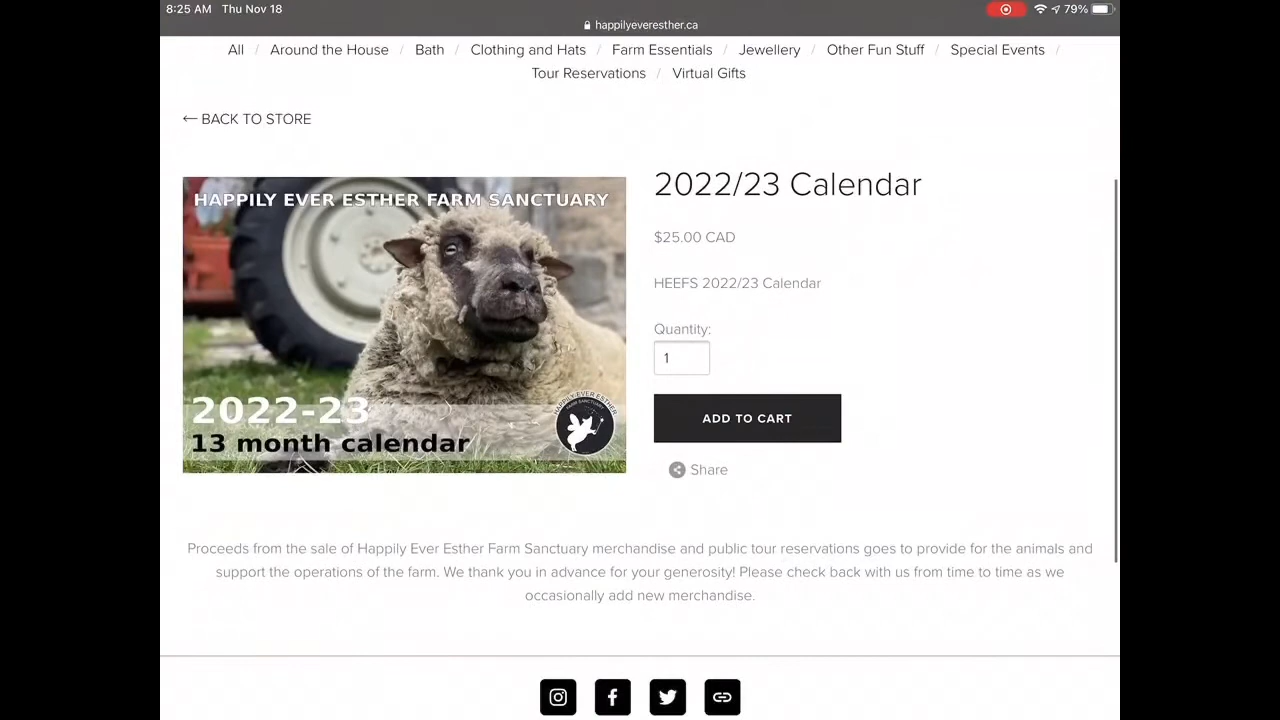 8:25 AM Thu Nov 18
79%
happilyeveresther.ca
All / Around the House / Bath / Clothing and Hats / Farm Essentials / Jewellery / Other Fun Stuff / Special Events /
Tour Reservations / Virtual Gifts
← BACK TO STORE
HAPPILY EVER ESTHER FARM SANCTUARY
2022-23
13 month calendar
HAPPILY EVER ESTHER
FARM SANCTUARY
2022/23 Calendar
$25.00 CAD
HEEFS 2022/23 Calendar
Quantity:
1
ADD TO CART
Share
Proceeds from the sale of Happily Ever Esther Farm Sanctuary merchandise and public tour reservations goes to provide for the animals and
support the operations of the farm. We thank you in advance for your generosity! Please check back with us from time to time as we
occasionally add new merchandise.